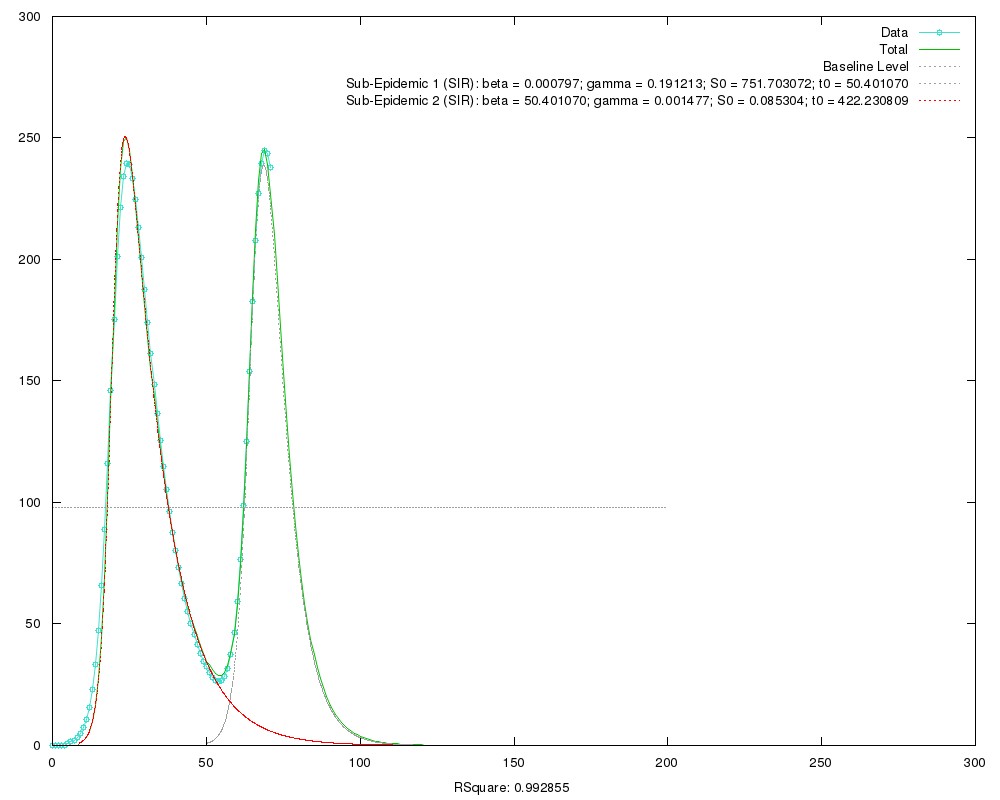 300
250
200
150
100
50
0
Data
Total
Baseline Level
Sub-Epidemic 1 (SIR): beta = 0.000797; gamma = 0.191213; S0 = 751.703072; t0 = 50.401070
Sub-Epidemic 2 (SIR): beta = 50.401070; gamma = 0.001477; S0 = 0.085304; t0 = 422.230809
0 50 100 150 200 250 300
RSquare: 0.992855